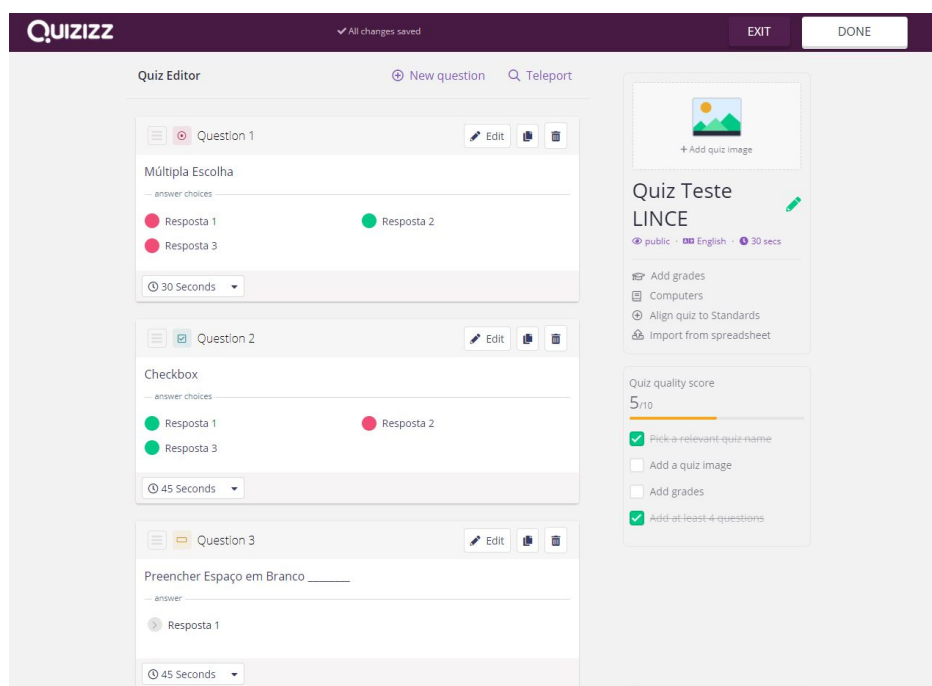 Quizizz
All changes saved
EXIT
DONE
Quiz Editor
New question
Teleport
Question 1
Edit
Múltipla Escolha
answer choices
Resposta 1
Resposta 2
Resposta 3
30 Seconds
Question 2
Edit
Checkbox
answer choices
Resposta 1
Resposta 2
Resposta 3
45 Seconds
Question 3
Edit
Preencher Espaço em Branco ________
answer
Resposta 1
45 Seconds
+ Add quiz image
Quiz Teste
LINCE
public · English · 30 secs
Add grades
Computers
Align quiz to Standards
Import from spreadsheet
Quiz quality score
5/10
Pick a relevant quiz name
Add a quiz image
Add grades
Add at least 4 questions